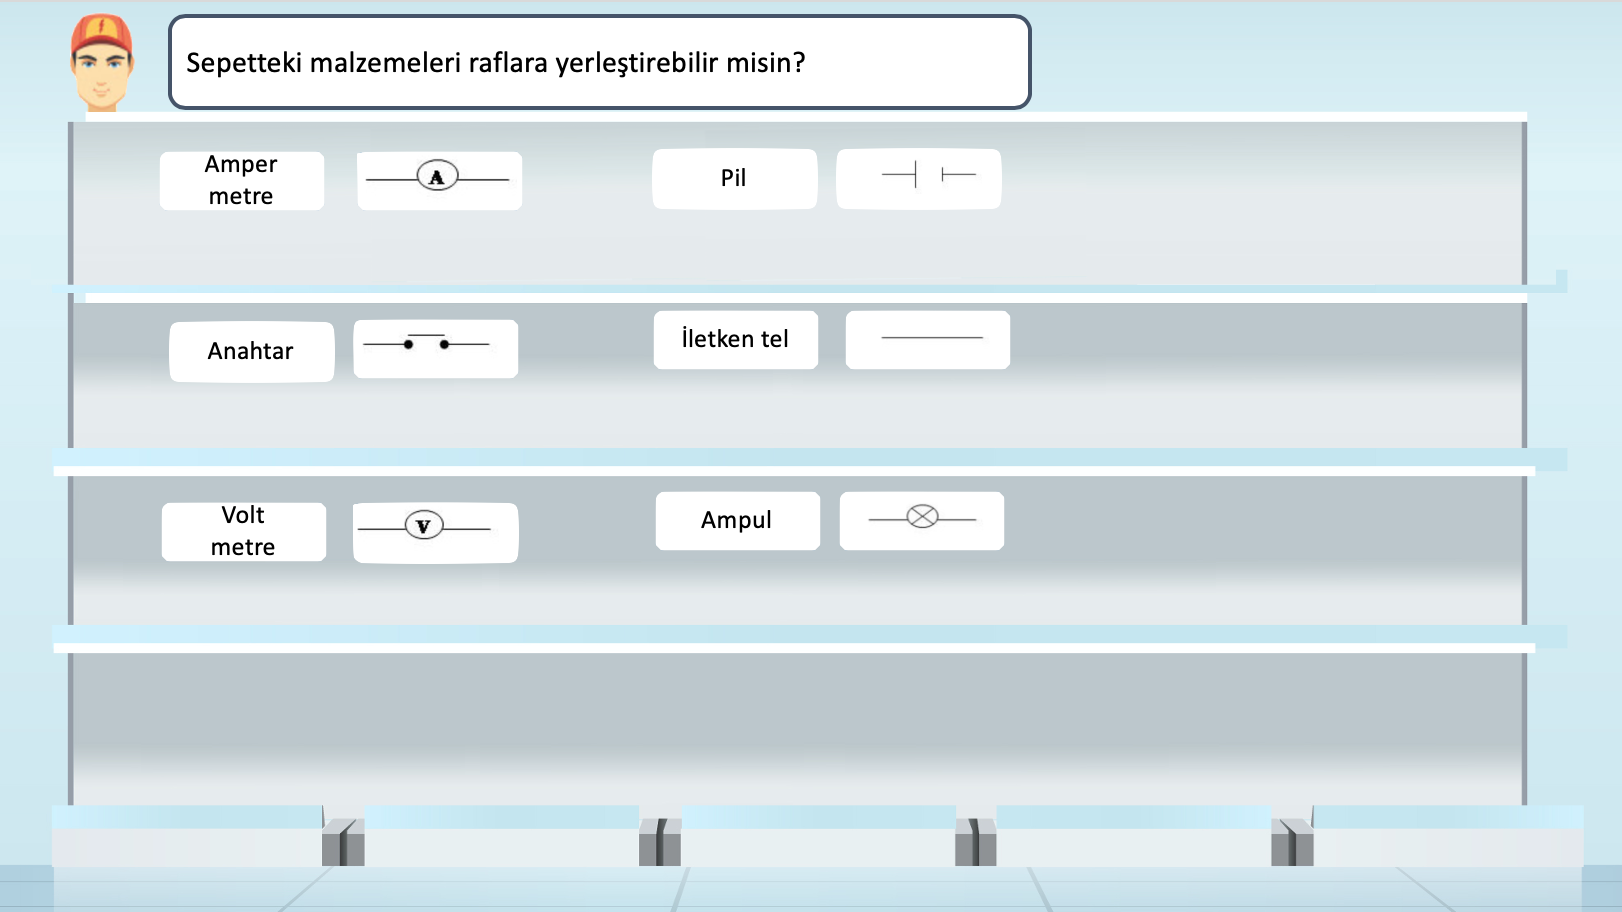 Sepetteki malzemeleri raflara yerleştirebilir misin?
Amper
metre
A
Pil
Anahtar
İletken tel
Volt
metre
V
Ampul